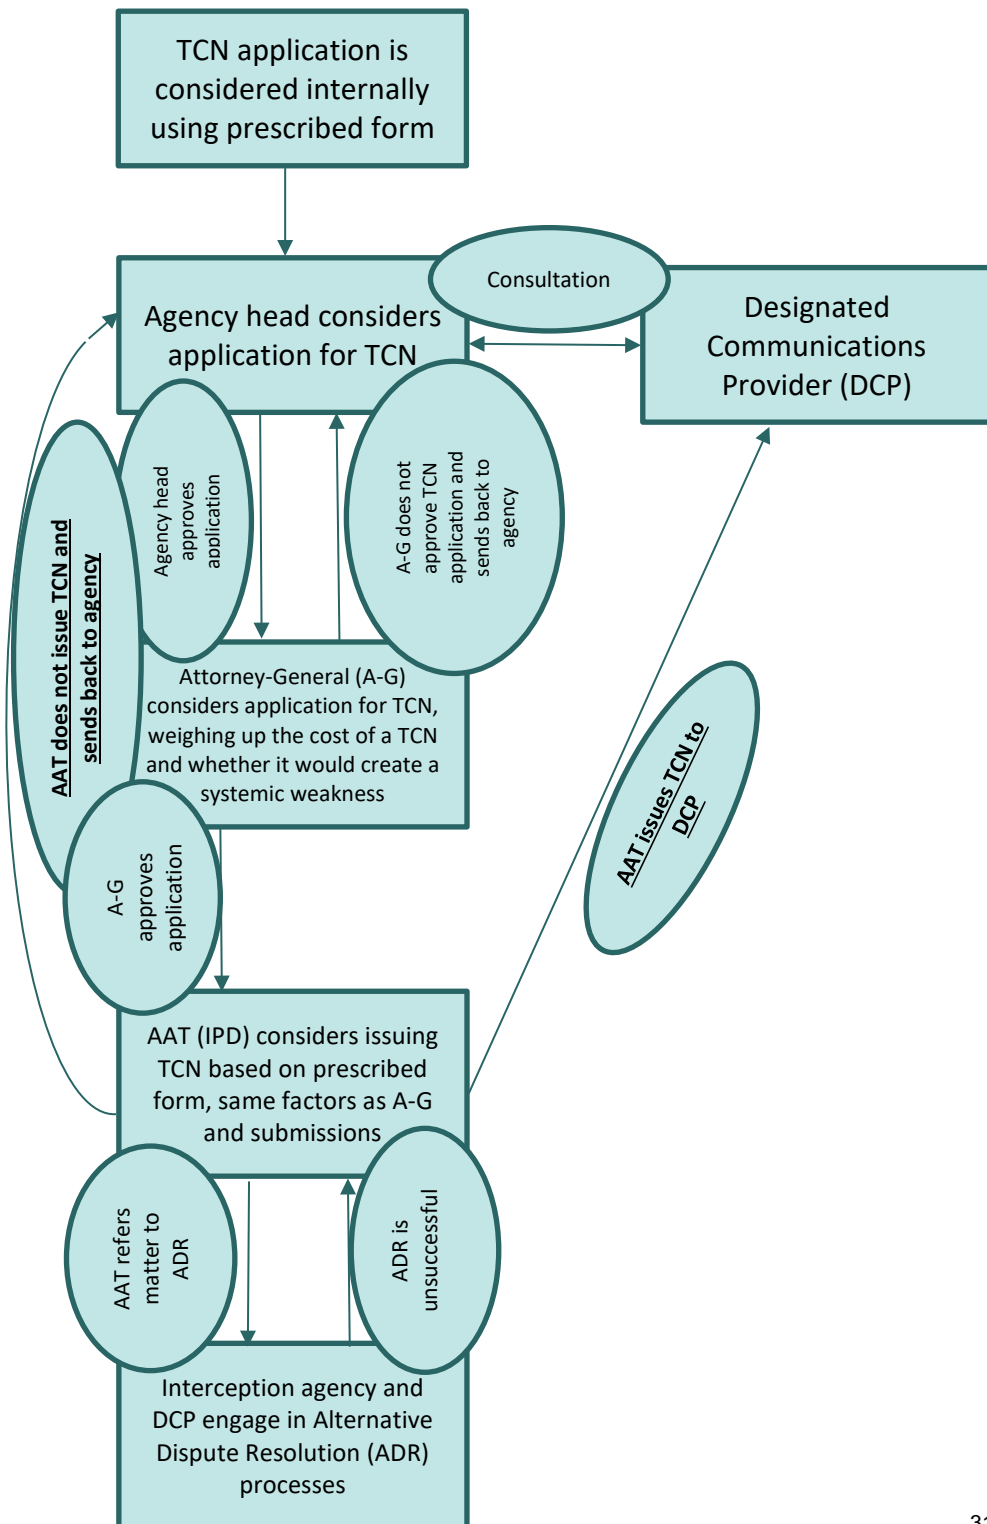 TCN application is
considered internally
using prescribed form
Consultation
Agency head considers
application for TCN
Designated
Communications
Provider (DCP)
Agency head
approves
application
A-G does not
approve TCN
application and
sends back to
agency
AAT does not issue TCN and
sends back to agency
Attorney-General (A-G)
considers application for TCN,
weighing up the cost of a TCN
and whether it would create a
systemic weakness
AAT issues TCN to
DCP
A-G
approves
application
AAT (IPD) considers issuing
TCN based on prescribed
form, same factors as A-G
and submissions
AAT refers
matter to
ADR
ADR is
unsuccessful
Interception agency and
DCP engage in Alternative
Dispute Resolution (ADR)
processes